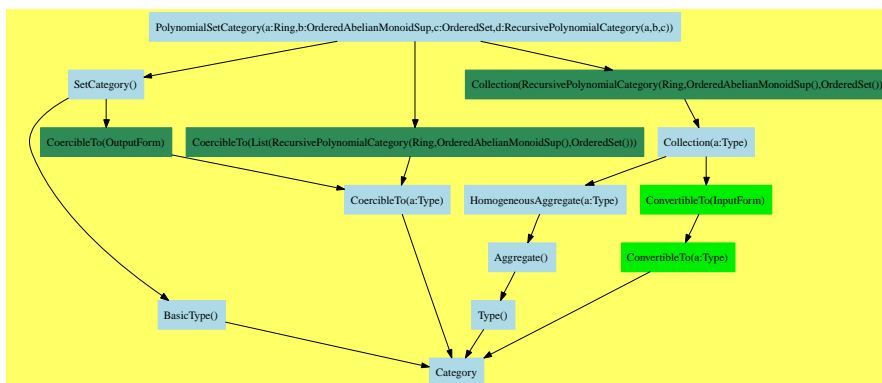 PolynomialSetCategory(a:Ring,b:OrderedAbelianMonoidSup,c:OrderedSet,d:RecursivePolynomialCategory(a,b,c))
SetCategory()
Collection(RecursivePolynomialCategory(Ring,OrderedAbelianMonoidSup(),OrderedSet())
CoercibleTo(OutputForm)
CoercibleTo(List(RecursivePolynomialCategory(Ring,OrderedAbelianMonoidSup(),OrderedSet()))
Collection(a:Type)
CoercibleTo(a:Type)
HomogeneousAggregate(a:Type)
ConvertibleTo(InputForm)
Aggregate()
ConvertibleTo(a:Type)
BasicType()
Type()
Category